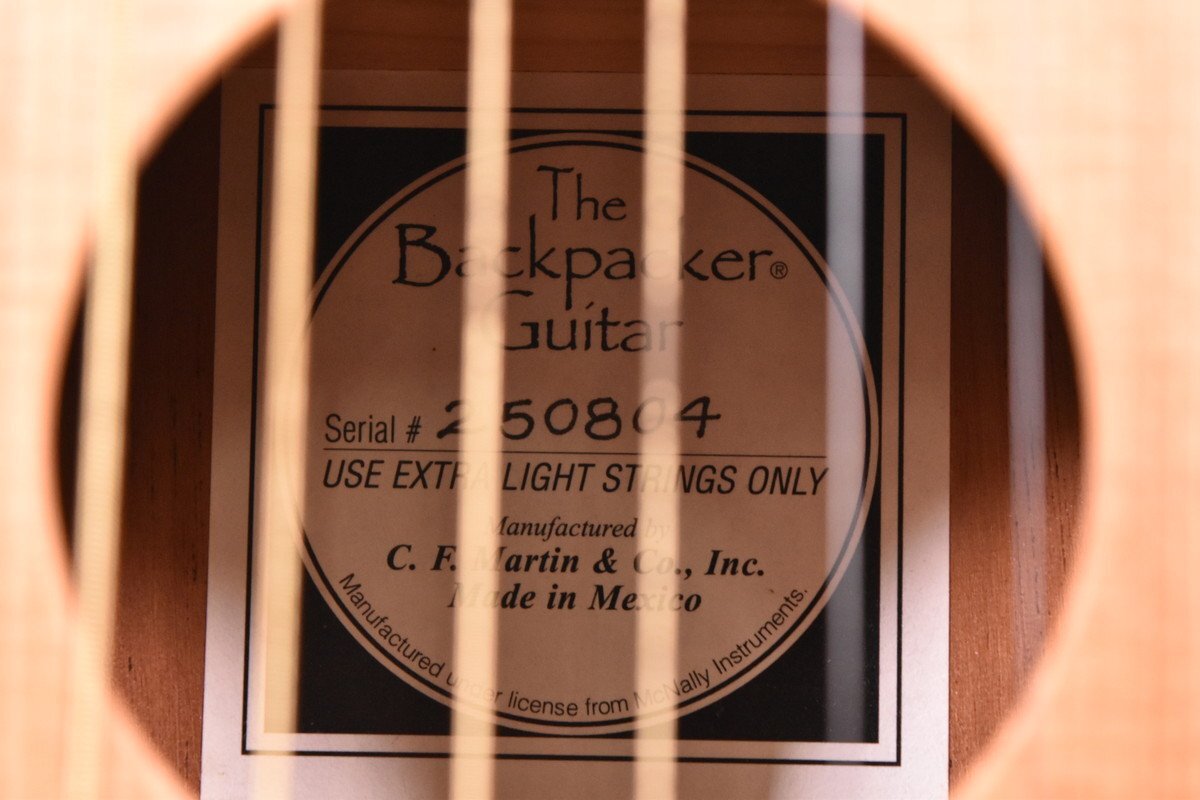 The
Backpacker®
Guitar
Serial # 250804
USE EXTRA LIGHT STRINGS ONLY
Manufactured by
C. F. Martin & Co., Inc.
Made in Mexico
Manufactured under license from McNally Instruments.